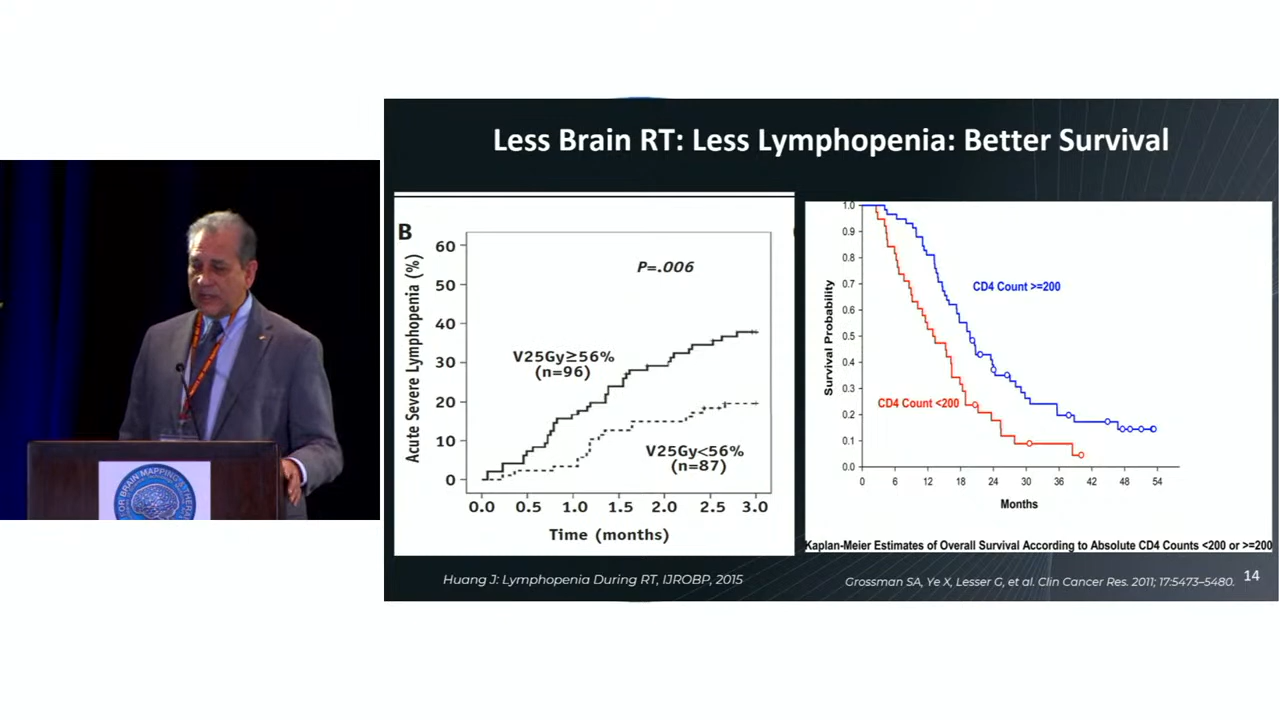 Less Brain RT: Less Lymphopenia: Better Survival
B
Acute Severe Lymphopenia (%)
60
50
40
30
20
10
0
P=.006
V25Gy≥56%
(n=96)
V25Gy<56%
(n=87)
0.0 0.5 1.0 1.5 2.0 2.5 3.0
Time (months)
Huang J: Lymphopenia During RT, IJROBP, 2015
Survival Probability
1.0
0.9
0.8
0.7
0.6
0.5
0.4
0.3
0.2
0.1
0.0
CD4 Count >=200
CD4 Count <200
0 6 12 18 24 30 36 42 48 54
Months
Kaplan-Meier Estimates of Overall Survival According to Absolute CD4 Counts <200 or >=200
Grossman SA, Ye X, Lesser G, et al. Clin Cancer Res. 2011; 17:5473–5480.
14
FOR BRAIN MAPPING &